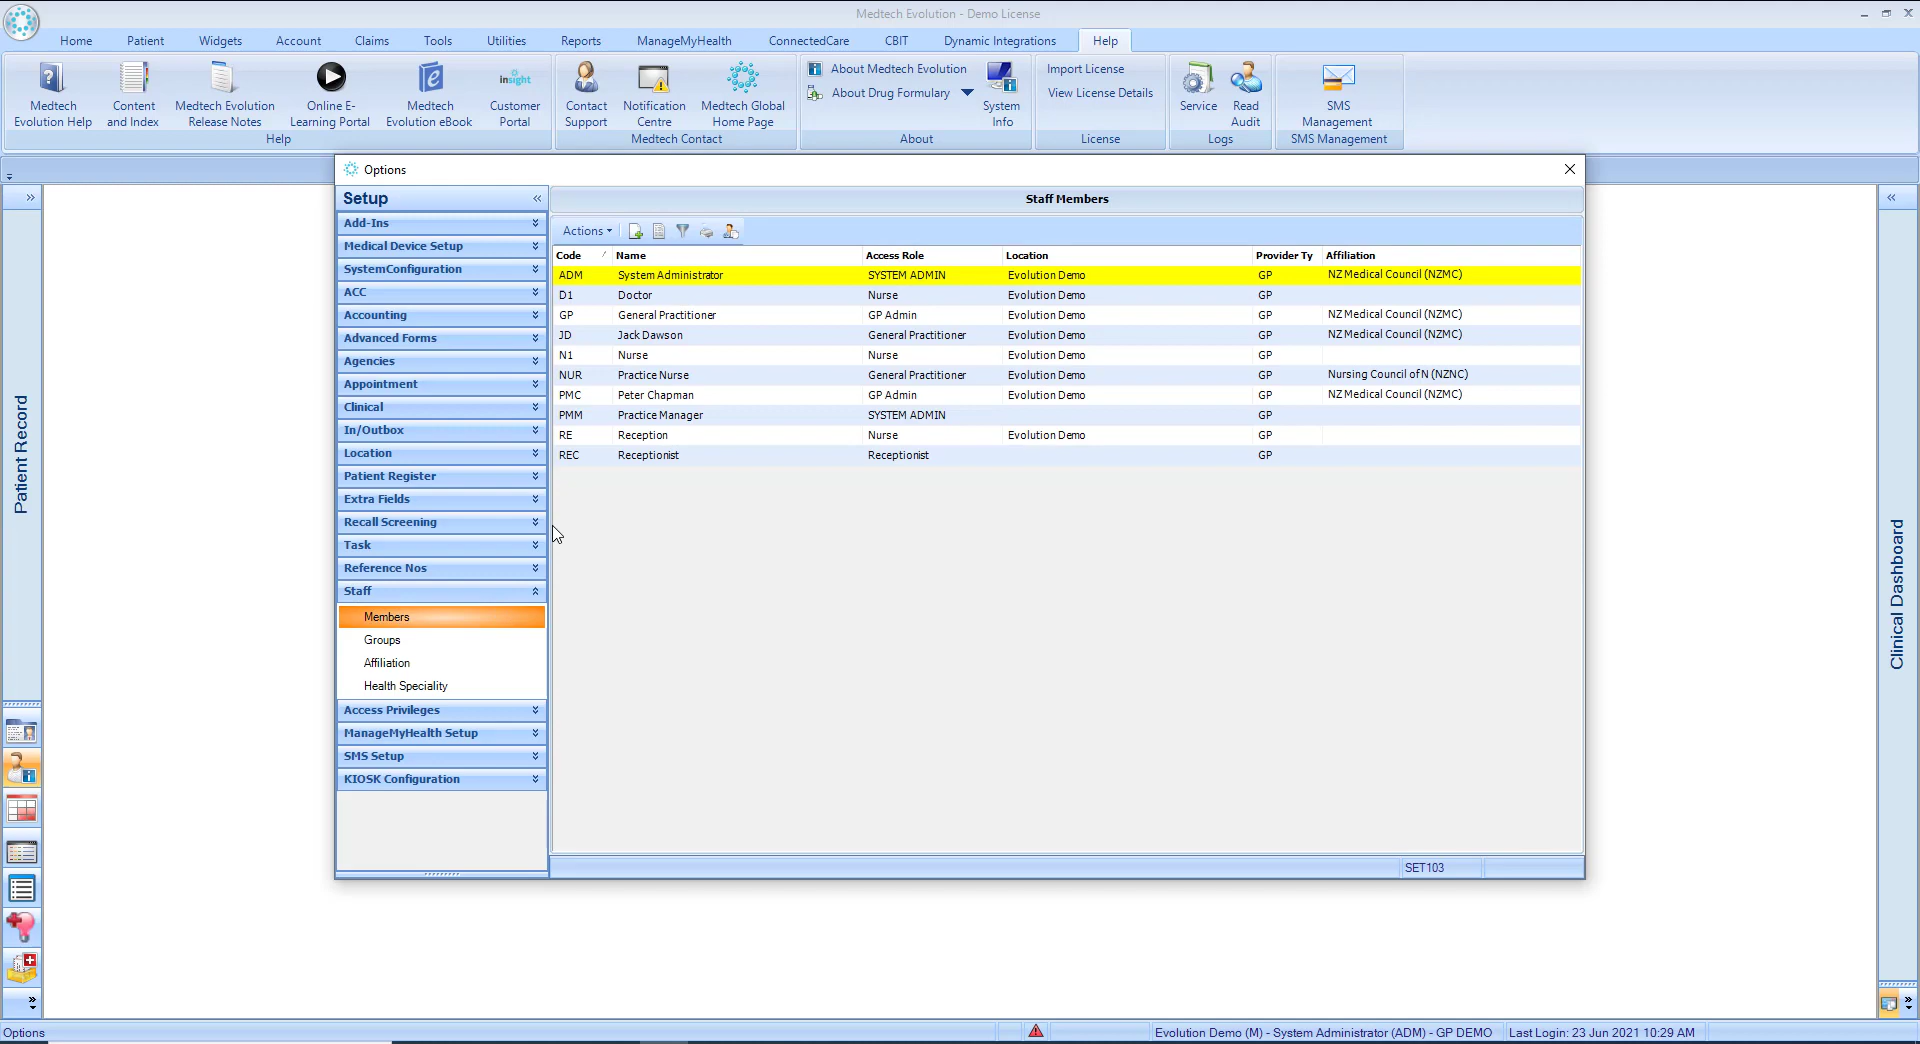 Medtech Evolution - Demo License
Home Patient Widgets Account Claims Tools Utilities Reports ManageMyHealth ConnectedCare CBIT Dynamic Integrations Help
Medtech Evolution Help
Content and Index
Medtech Evolution Release Notes
Online E-Learning Portal
Medtech Evolution eBook
insight
Customer Portal
Help
Contact Support
Notification Centre
Medtech Global Home Page
Medtech Contact
About Medtech Evolution
About Drug Formulary
System Info
About
Import License
View License Details
License
Service
Read Audit
Logs
SMS Management
SMS Management
Options
Setup
Add-Ins
Medical Device Setup
SystemConfiguration
ACC
Accounting
Advanced Forms
Agencies
Appointment
Clinical
In/Outbox
Location
Patient Register
Extra Fields
Recall Screening
Task
Reference Nos
Staff
Members
Groups
Affiliation
Health Speciality
Access Privileges
ManageMyHealth Setup
SMS Setup
KIOSK Configuration
Staff Members
Actions
Code Name Access Role Location Provider Ty Affiliation
ADM System Administrator SYSTEM ADMIN Evolution Demo GP NZ Medical Council (NZMC)
D1 Doctor Nurse Evolution Demo GP
GP General Practitioner GP Admin Evolution Demo GP NZ Medical Council (NZMC)
JD Jack Dawson General Practitioner Evolution Demo GP NZ Medical Council (NZMC)
N1 Nurse Nurse Evolution Demo GP
NUR Practice Nurse General Practitioner Evolution Demo GP Nursing Council of N (NZNC)
PMC Peter Chapman GP Admin Evolution Demo GP NZ Medical Council (NZMC)
PMM Practice Manager SYSTEM ADMIN GP
RE Reception Nurse Evolution Demo GP
REC Receptionist Receptionist GP
SET103
Patient Record
Clinical Dashboard
Options
Evolution Demo (M) - System Administrator (ADM) - GP DEMO Last Login: 23 Jun 2021 10:29 AM